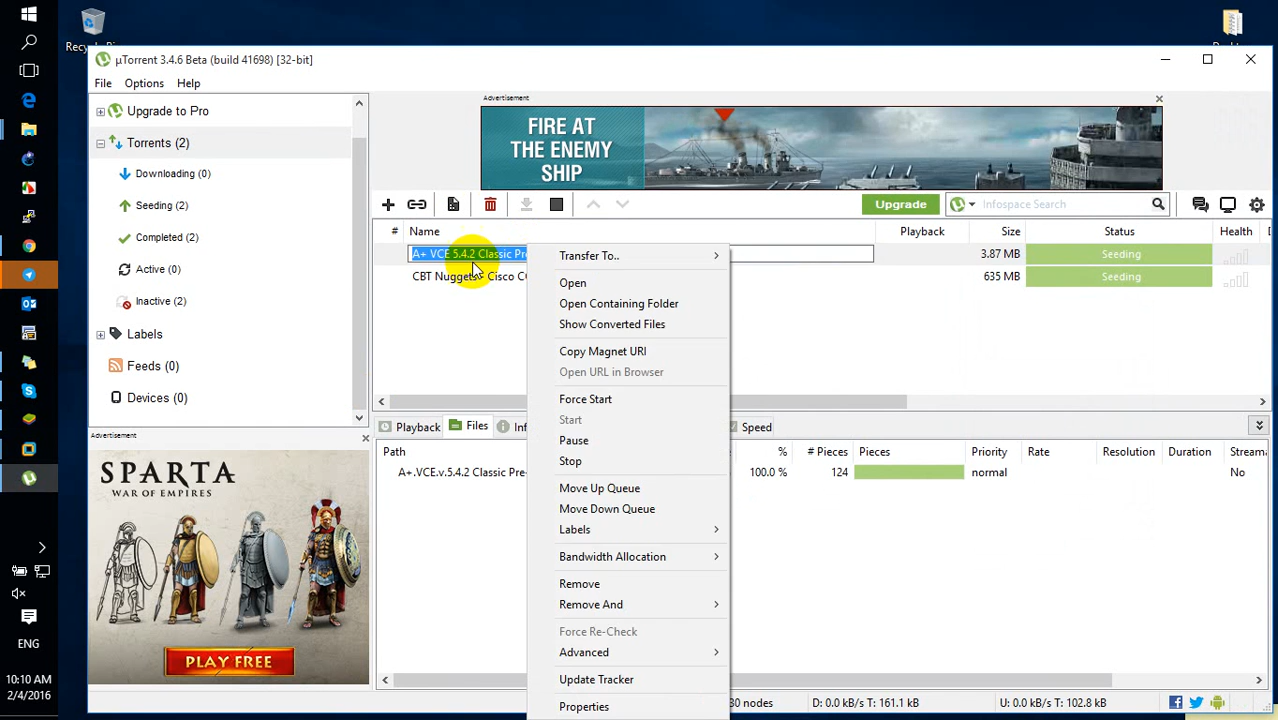 Recycle Bin
µTorrent 3.4.6 Beta (build 41698) [32-bit]
File Options Help
Upgrade to Pro
Torrents (2)
Downloading (0)
Seeding (2)
Completed (2)
Active (0)
Inactive (2)
Labels
Feeds (0)
Devices (0)
Advertisement
SPARTA
WAR OF EMPIRES
PLAY FREE
Advertisement
FIRE AT
THE ENEMY
SHIP
Upgrade
Infospace Search
# Name Playback Size Status Health
A+ VCE 5.4.2 Classic Pre 3.87 MB Seeding
CBT Nuggets Cisco 635 MB Seeding
Transfer To..
Open
Open Containing Folder
Show Converted Files
Copy Magnet URI
Open URL in Browser
Force Start
Start
Pause
Stop
Move Up Queue
Move Down Queue
Labels
Bandwidth Allocation
Remove
Remove And
Force Re-Check
Advanced
Update Tracker
Properties
Playback Files Inf Speed
Path % # Pieces Pieces Priority Rate Resolution Duration Streama
A+.VCE.v.5.4.2 Classic Pre- 100.0 % 124 normal No
nodes D: 0.0 kB/s T: 161.1 kB U: 0.0 kB/s T: 102.8 kB
ENG
10:10 AM
2/4/2016